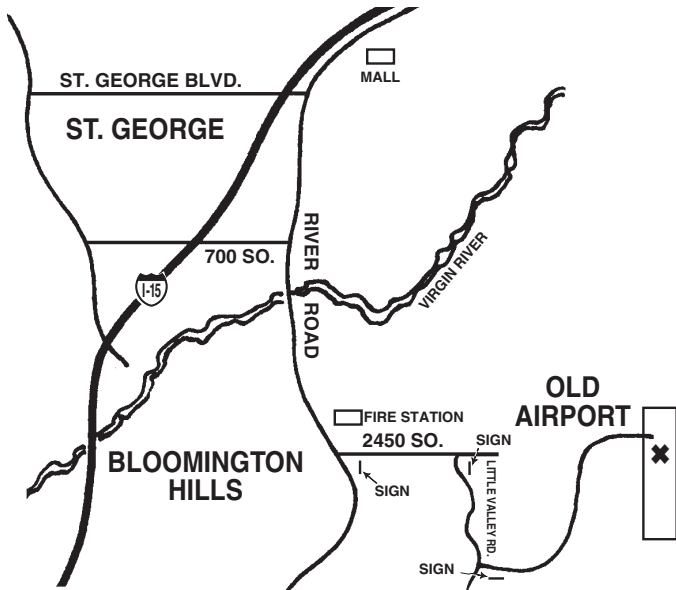 MALL
ST. GEORGE BLVD.
ST. GEORGE
RIVER ROAD
700 SO.
VIRGIN RIVER
I-15
OLD
AIRPORT
FIRE STATION
2450 SO.
SIGN
BLOOMINGTON
HILLS
SIGN
LITTLE VALLEY RD.
SIGN